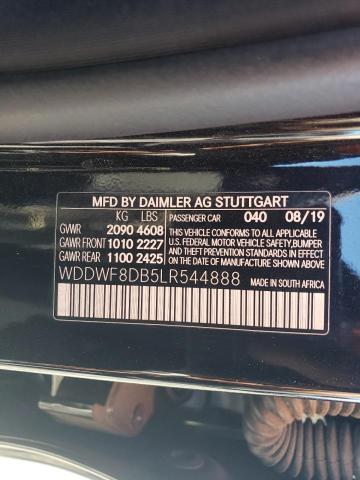 MFD BY DAIMLER AG STUTTGART
KG LBS PASSENGER CAR 040 08/19
GVWR 2090 4608
GAWR FRONT 1010 2227
GAWR REAR 1100 2425
THIS VEHICLE CONFORMS TO ALL APPLICABLE
U.S. FEDERAL MOTOR VEHICLE SAFETY,BUMPER
AND THEFT PREVENTION STANDARDS IN EFFECT
ON THE DATE OF MANUFACTURE SHOWN ABOVE.
WDDWF8DB5LR544888
MADE IN SOUTH AFRICA